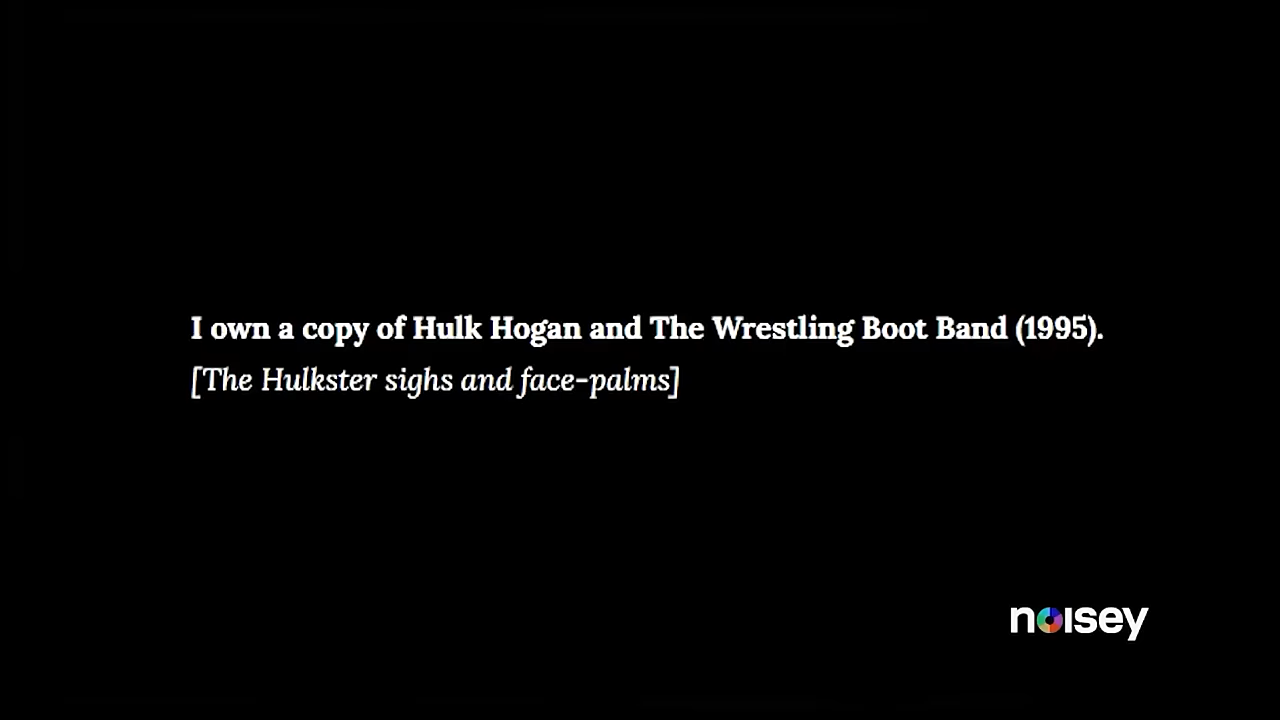 I own a copy of Hulk Hogan and The Wrestling Boot Band (1995).
[The Hulkster sighs and face-palms]
noisey